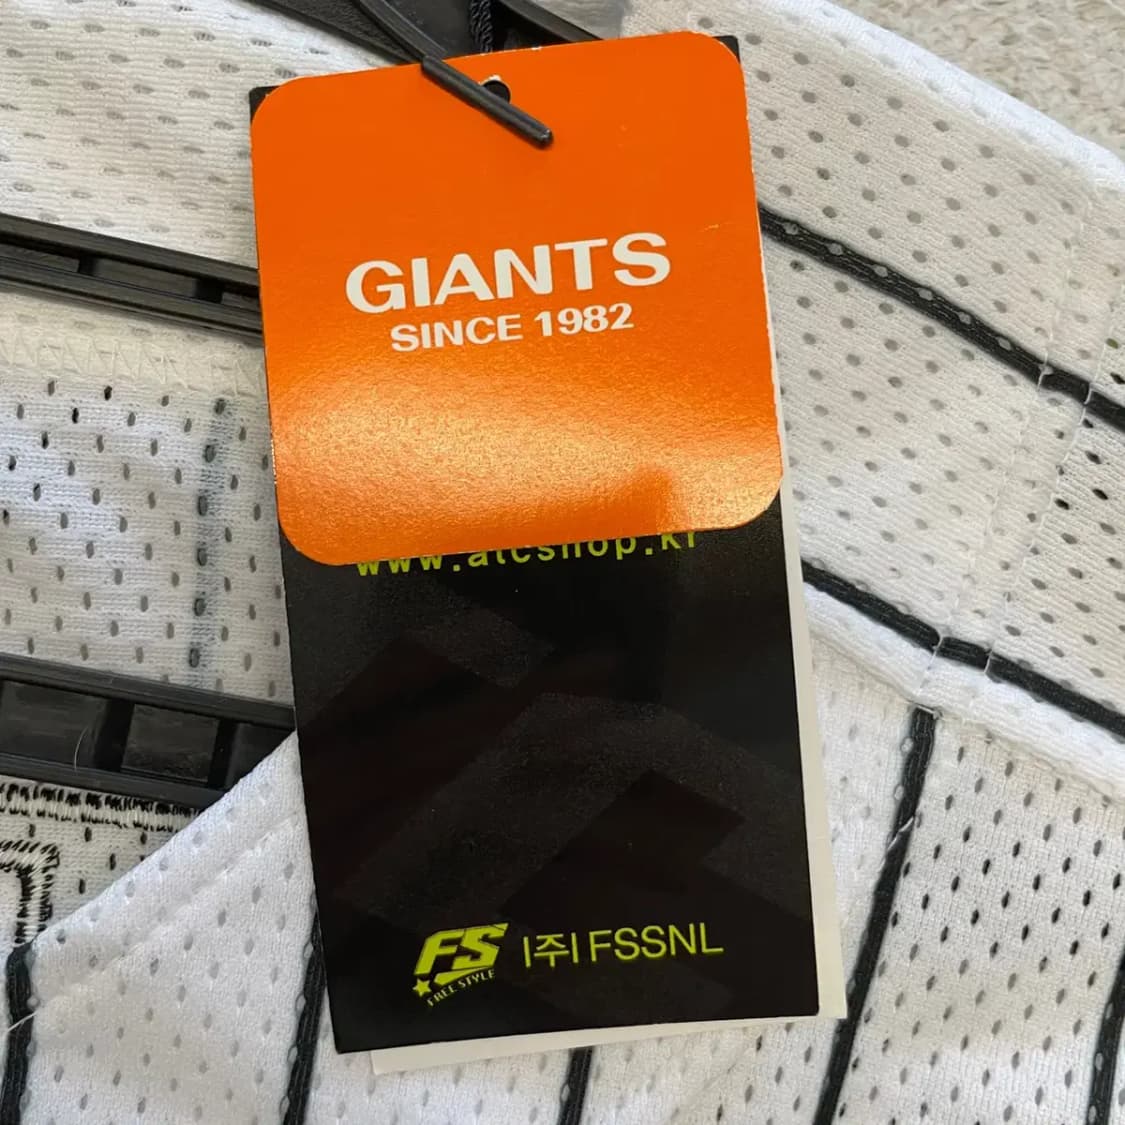 GIANTS
SINCE 1982
www.atcshop.kr
FS |주| FSSNL
FREE STYLE